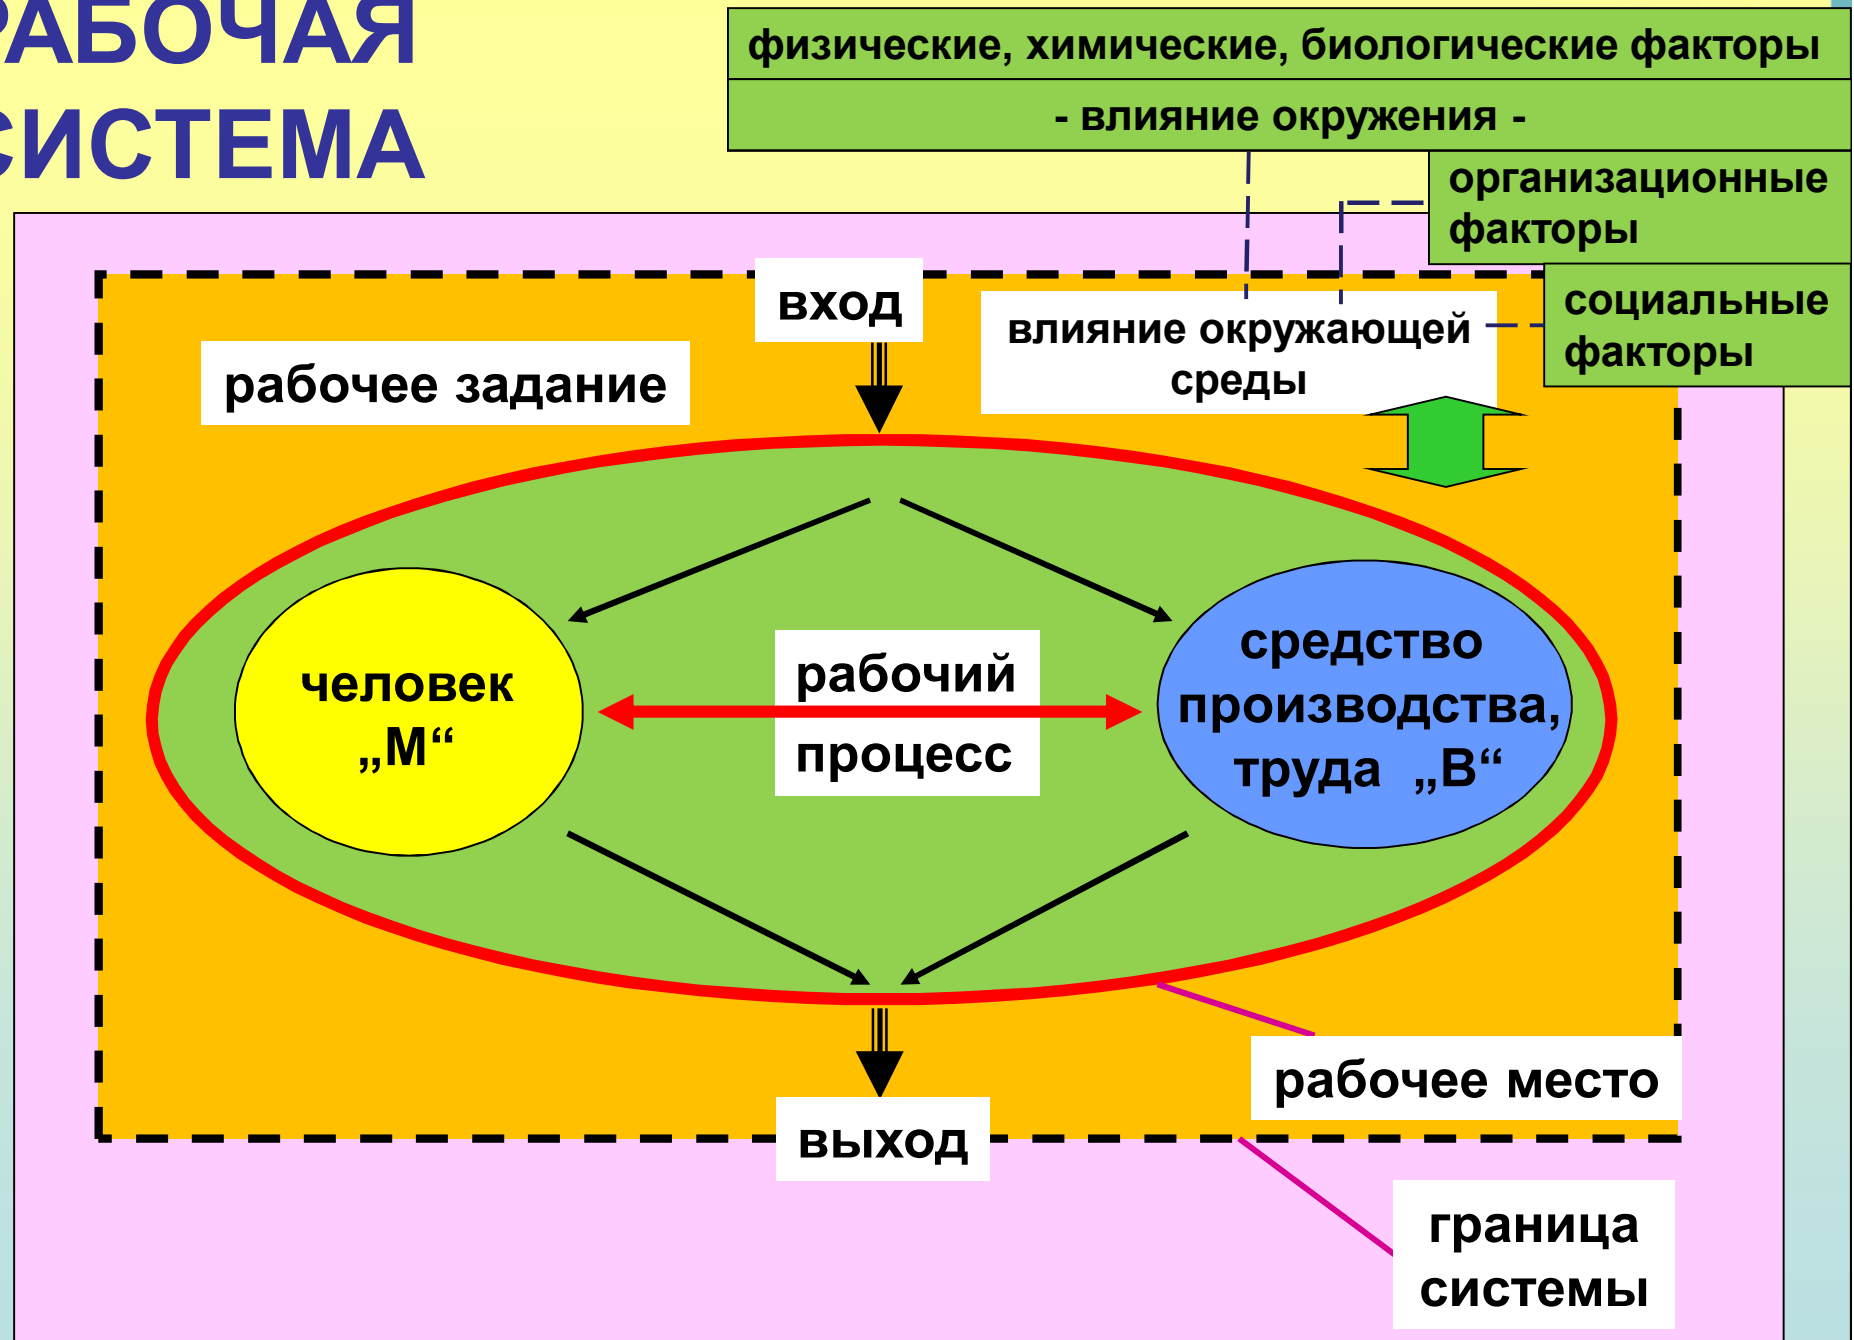 РАБОЧАЯ
СИСТЕМА
физические, химические, биологические факторы
- влияние окружения -
организационные
факторы
социальные
факторы
вход
влияние окружающей
среды
рабочее задание
человек
„М“
рабочий
процесс
средство
производства,
труда „В“
рабочее место
выход
граница
системы